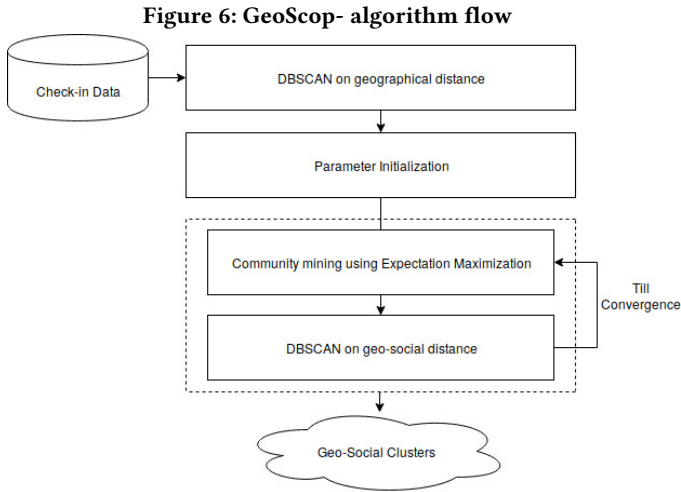 Figure 6: GeoScop- algorithm flow
Check-in Data
DBSCAN on geographical distance
Parameter Initialization
Community mining using Expectation Maximization
Till
Convergence
DBSCAN on geo-social distance
Geo-Social Clusters